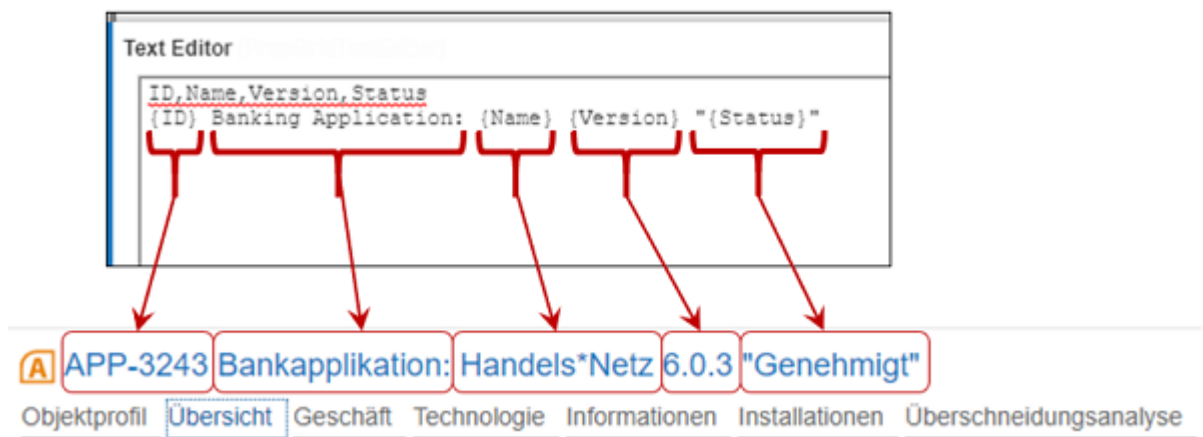 Text Editor
ID,Name,Version,Status
{ID} Banking Application: {Name} {Version} "{Status}"
A APP-3243 Bankapplikation: Handels*Netz 6.0.3 "Genehmigt"
Objektprofil Übersicht Geschäft Technologie Informationen Installationen Überschneidungsanalyse